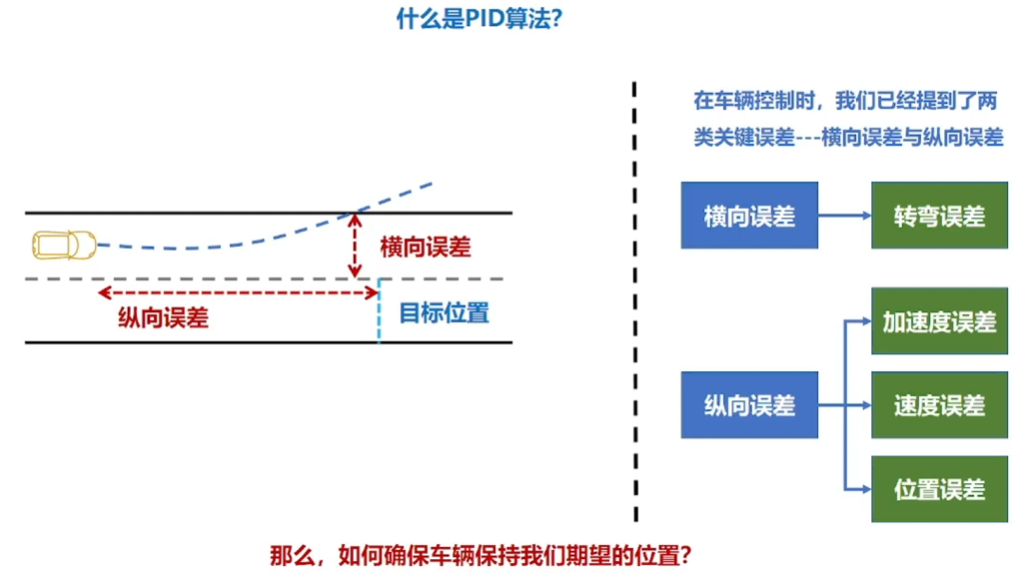 什么是PID算法?
横向误差
纵向误差
目标位置
在车辆控制时，我们已经提到了两
类关键误差---横向误差与纵向误差
横向误差
转弯误差
纵向误差
加速度误差
速度误差
位置误差
那么，如何确保车辆保持我们期望的位置?